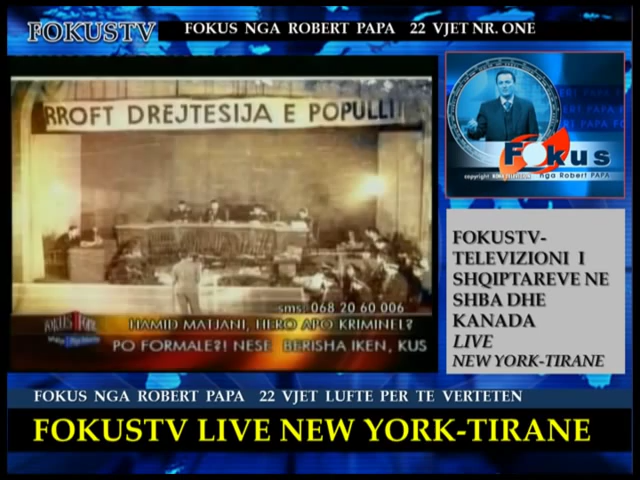 FOKUSTV
FOKUS NGA ROBERT PAPA 22 VJET NR. ONE
RROFT DREJTESIJA E POPULLIT
sms: 068 20 60 006
HAMID MATJANI, HERO APO KRIMINEL?
PO FORMALE?! NESE BERISHA IKEN, KUS
Fokus
nga Robert PAPA
FOKUSTV-
TELEVIZIONI I
SHQIPTAREVE NE
SHBA DHE
KANADA
LIVE
NEW YORK-TIRANE
FOKUS NGA ROBERT PAPA 22 VJET LUFTE PER TE VERTETEN
FOKUSTV LIVE NEW YORK-TIRANE